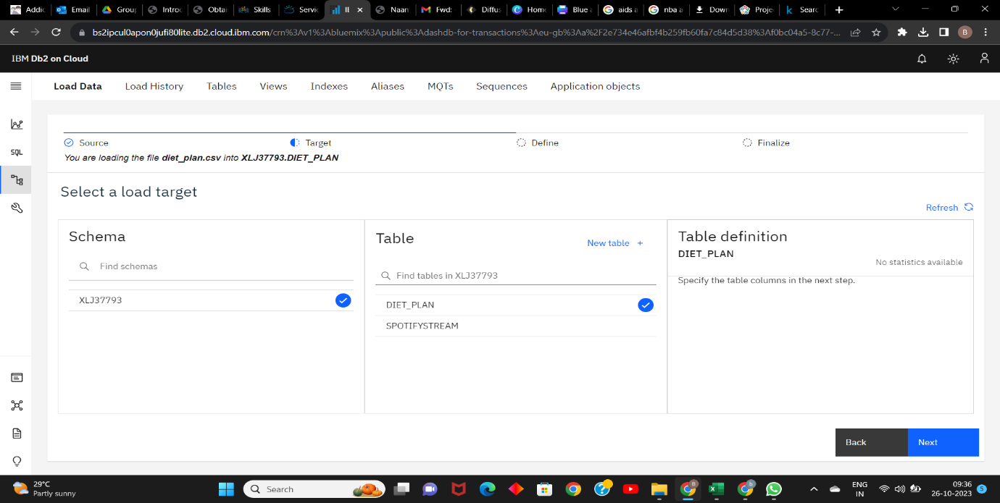 Addic
Email
Group
Introc
Obtai
Skills
Servic
II
Naan
Fwd:
Diffus
Home
Blue a
aids a
nba a
Down
Proje
Searc
bs2ipcul0apon0jufi80lite.db2.cloud.ibm.com/crn%3Av1%3Abluemix%3Apublic%3Adashdb-for-transactions%3Aeu-gb%3Aa%2F2e734e46afbf4b259fb60fa7c84d5d38%3Af0bc04a5-8c77-...
B
IBM Db2 on Cloud
Load Data Load History Tables Views Indexes Aliases MQTs Sequences Application objects
SQL
Source Target Define Finalize
You are loading the file diet_plan.csv into XLJ37793.DIET_PLAN
Select a load target
Refresh
Schema
Find schemas
XLJ37793
Table
New table +
Find tables in XLJ37793
DIET_PLAN
SPOTIFYSTREAM
Table definition
DIET_PLAN
No statistics available
Specify the table columns in the next step.
Back Next
29°C
Partly sunny
Search
ENG
IN
09:36
26-10-2023
5